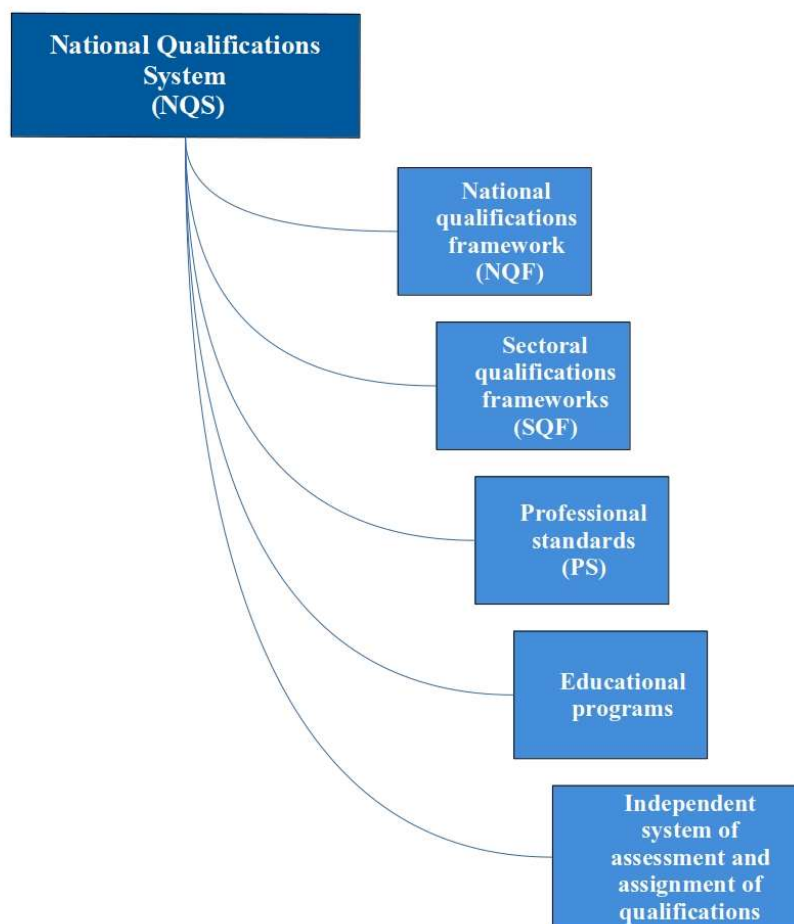 National Qualifications
System
(NQS)
National
qualifications
framework
(NQF)
Sectoral
qualifications
frameworks
(SQF)
Professional
standards
(PS)
Educational
programs
Independent
system of
assessment and
assignment of
qualifications